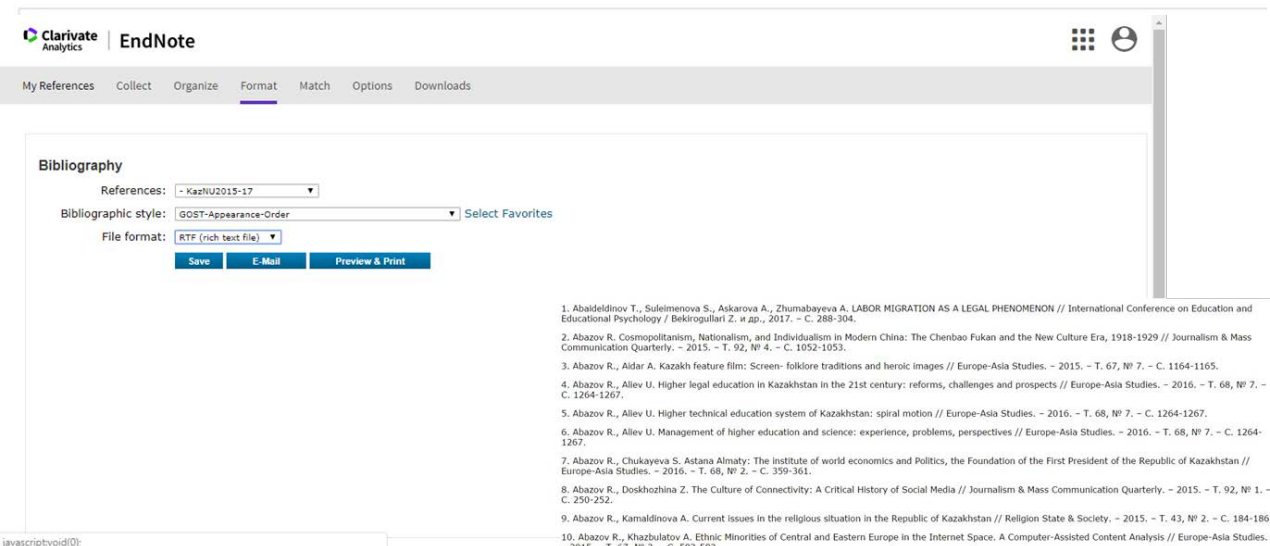 Clarivate
Analytics
EndNote
My References Collect Organize Format Match Options Downloads
Bibliography
References: - KazNU2015-17
Bibliographic style: GOST-Appearance-Order Select Favorites
File format: RTF (rich text file)
Save E-Mail Preview & Print
1. Abaideldinov T., Suleimenova S., Askarova A., Zhumabayeva A. LABOR MIGRATION AS A LEGAL PHENOMENON // International Conference on Education and
Educational Psychology / Bekirogullari Z. и др., 2017. – С. 288-304.
2. Abazov R. Cosmopolitanism, Nationalism, and Individualism in Modern China: The Chenbao Fukan and the New Culture Era, 1918-1929 // Journalism & Mass
Communication Quarterly. – 2015. – Т. 92, № 4. – С. 1052-1053.
3. Abazov R., Aidar A. Kazakh feature film: Screen- folklore traditions and heroic images // Europe-Asia Studies. – 2015. – Т. 67, № 7. – С. 1164-1165.
4. Abazov R., Aliev U. Higher legal education in Kazakhstan in the 21st century: reforms, challenges and prospects // Europe-Asia Studies. – 2016. – Т. 68, № 7. –
С. 1264-1267.
5. Abazov R., Aliev U. Higher technical education system of Kazakhstan: spiral motion // Europe-Asia Studies. – 2016. – Т. 68, № 7. – С. 1264-1267.
6. Abazov R., Aliev U. Management of higher education and science: experience, problems, perspectives // Europe-Asia Studies. – 2016. – Т. 68, № 7. – С. 1264-
1267.
7. Abazov R., Chukayeva S. Astana Almaty: The institute of world economics and Politics, the Foundation of the First President of the Republic of Kazakhstan //
Europe-Asia Studies. – 2016. – Т. 68, № 2. – С. 359-361.
8. Abazov R., Doskhozhina Z. The Culture of Connectivity: A Critical History of Social Media // Journalism & Mass Communication Quarterly. – 2015. – Т. 92, № 1. –
С. 250-252.
9. Abazov R., Kamaldinova A. Current issues in the religious situation in the Republic of Kazakhstan // Religion State & Society. – 2015. – Т. 43, № 2. – С. 184-186
10. Abazov R., Khazbulatov A. Ethnic Minorities of Central and Eastern Europe in the Internet Space. A Computer-Assisted Content Analysis // Europe-Asia Studies.
javascript:void(0);